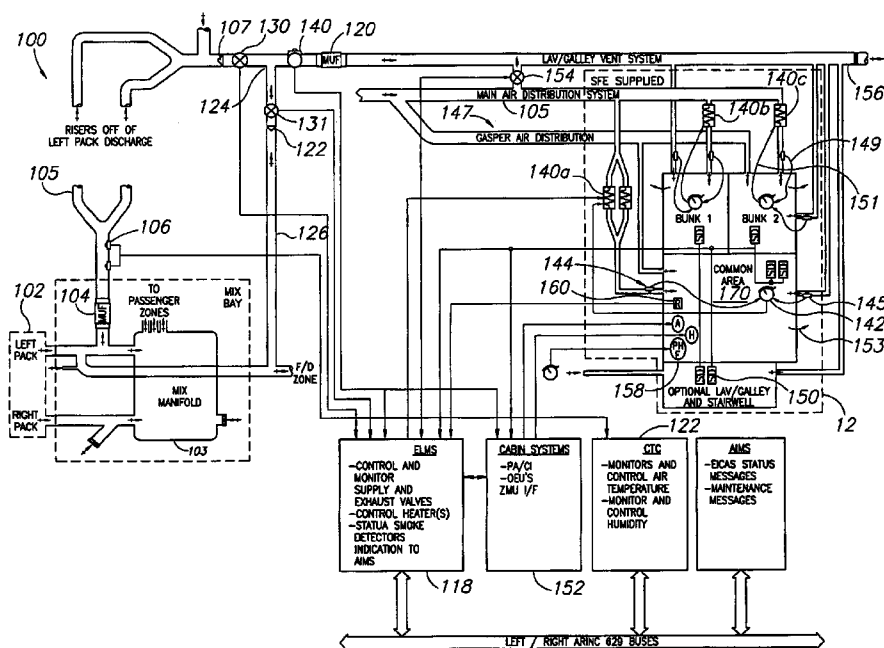 100
107
130
140
120
MUF
LAV/GALLEY VENT SYSTEM
156
154
SFE SUPPLIED
MAIN AIR DISTRIBUTION SYSTEM
105
140b
140c
124
131
122
147
GASPER AIR DISTRIBUTION
149
RISERS OFF OF
LEFT PACK DISCHARGE
140a
151
BUNK 1
BUNK 2
105
106
126
144
COMMON
AREA
170
145
160
142
153
102
104
MUF
TO
PASSENGER
ZONES
MIX
BAY
R
A
H
PH
F
LEFT
PACK
F/D
ZONE
158
150
OPTIONAL LAV/GALLEY
AND STAIRWELL
MIX
MANIFOLD
RIGHT
PACK
12
103
122
ELMS
-CONTROL AND
MONITOR
SUPPLY AND
EXHAUST VALVES
-CONTROL HEATER(S)
-STATUA SMOKE
DETECTORS
INDICATION TO
AIMS
CABIN SYSTEMS
-PA/CI
-OEU'S
ZMU I/F
CTC
-MONITORS AND
CONTROL AIR
TEMPERATURE
-MONITOR AND
CONTROL
HUMIDITY
AIMS
-EICAS STATUS
MESSAGES
-MAINTENANCE
MESSAGES
118
152
LEFT / RIGHT ARINC 629 BUSES